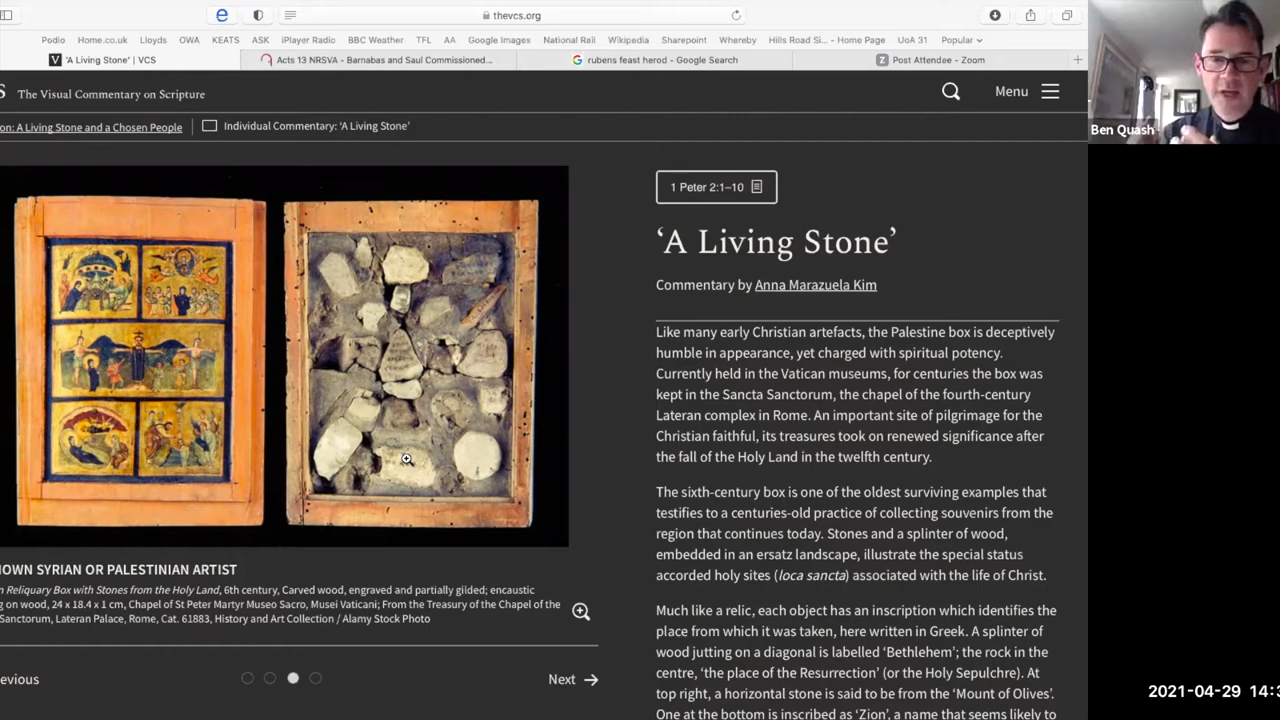 thevcs.org
Podio Home.co.uk Lloyds OWA KEATS ASK iPlayer Radio BBC Weather TFL AA Google Images National Rail Wikipedia Sharepoint Whereby Hills Road Si... - Home Page UoA 31 Popular
'A Living Stone' | VCS
Acts 13 NRSVA - Barnabas and Saul Commissioned...
rubens feast herod - Google Search
Post Attendee - Zoom
S The Visual Commentary on Scripture
Menu
on: A Living Stone and a Chosen People
Individual Commentary: 'A Living Stone'
Ben Quash
1 Peter 2:1–10
‘A Living Stone’
Commentary by Anna Marazuela Kim
Like many early Christian artefacts, the Palestine box is deceptively
humble in appearance, yet charged with spiritual potency.
Currently held in the Vatican museums, for centuries the box was
kept in the Sancta Sanctorum, the chapel of the fourth-century
Lateran complex in Rome. An important site of pilgrimage for the
Christian faithful, its treasures took on renewed significance after
the fall of the Holy Land in the twelfth century.
The sixth-century box is one of the oldest surviving examples that
testifies to a centuries-old practice of collecting souvenirs from the
region that continues today. Stones and a splinter of wood,
embedded in an ersatz landscape, illustrate the special status
accorded holy sites (loca sancta) associated with the life of Christ.
Much like a relic, each object has an inscription which identifies the
place from which it was taken, here written in Greek. A splinter of
wood jutting on a diagonal is labelled ‘Bethlehem’; the rock in the
centre, ‘the place of the Resurrection’ (or the Holy Sepulchre). At
top right, a horizontal stone is said to be from the ‘Mount of Olives’.
One at the bottom is inscribed as ‘Zion’, a name that seems likely to
OWN SYRIAN OR PALESTINIAN ARTIST
n Reliquary Box with Stones from the Holy Land, 6th century, Carved wood, engraved and partially gilded; encaustic
g on wood, 24 x 18.4 x 1 cm, Chapel of St Peter Martyr Museo Sacro, Musei Vaticani; From the Treasury of the Chapel of the
Sanctorum, Lateran Palace, Rome, Cat. 61883, History and Art Collection / Alamy Stock Photo
evious
Next
2021-04-29 14:3